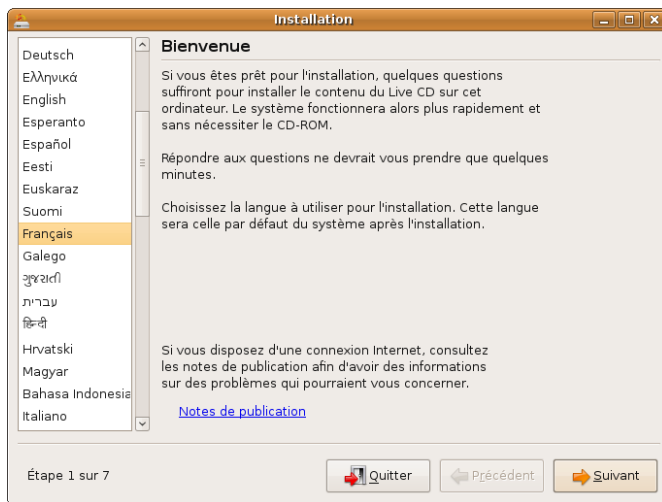 Installation
Deutsch
Ελληνικά
English
Esperanto
Español
Eesti
Euskaraz
Suomi
Français
Galego
ગુજરાતી
עברית
हिन्दी
Hrvatski
Magyar
Bahasa Indonesia
Italiano
Bienvenue
Si vous êtes prêt pour l'installation, quelques questions
suffiront pour installer le contenu du Live CD sur cet
ordinateur. Le système fonctionnera alors plus rapidement et
sans nécessiter le CD-ROM.
Répondre aux questions ne devrait vous prendre que quelques
minutes.
Choisissez la langue à utiliser pour l'installation. Cette langue
sera celle par défaut du système après l'installation.
Si vous disposez d'une connexion Internet, consultez
les notes de publication afin d'avoir des informations
sur des problèmes qui pourraient vous concerner.
Notes de publication
Étape 1 sur 7
Quitter
Précédent
Suivant